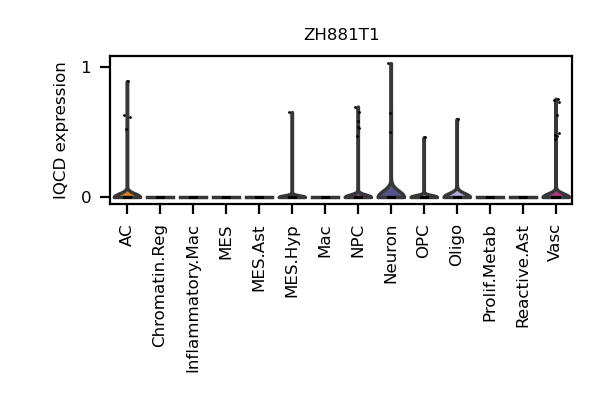 ZH881T1
IQCD expression
1
0
AC
Chromatin.Reg
Inflammatory.Mac
MES
MES.Ast
MES.Hyp
Mac
NPC
Neuron
OPC
Oligo
Prolif.Metab
Reactive.Ast
Vasc